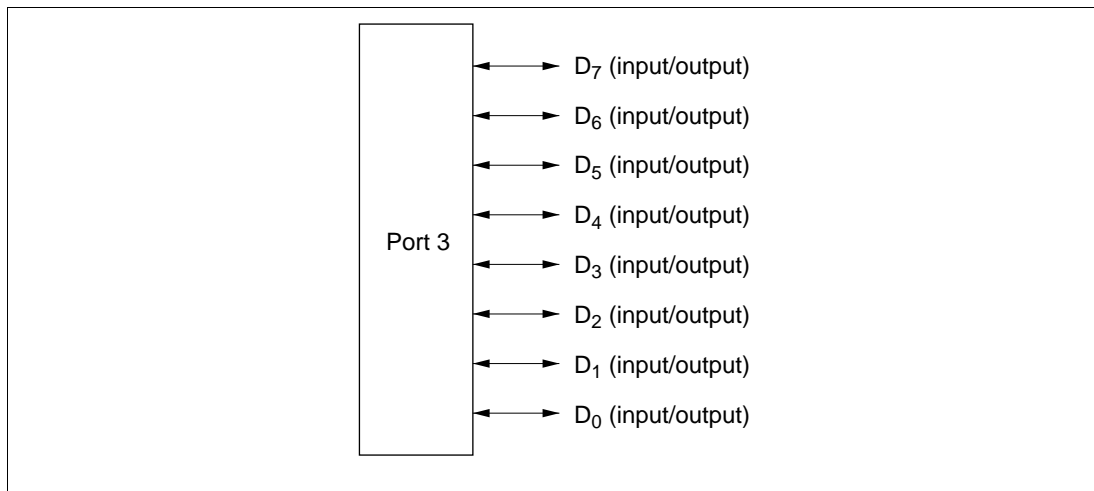 D7 (input/output)
D6 (input/output)
D5 (input/output)
D4 (input/output)
Port 3
D3 (input/output)
D2 (input/output)
D1 (input/output)
D0 (input/output)